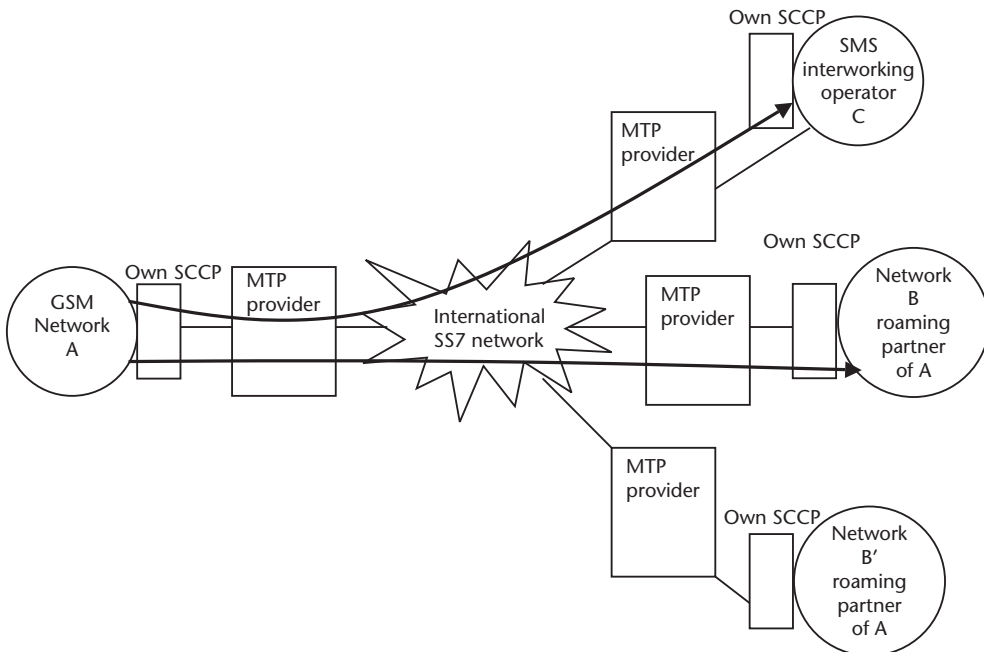 Own SCCP
SMS
interworking
operator
C
MTP
provider
Own SCCP
Own SCCP
GSM
Network
A
MTP
provider
International
SS7 network
MTP
provider
Network
B
roaming
partner
of A
MTP
provider
Own SCCP
Network
B'
roaming
partner
of A